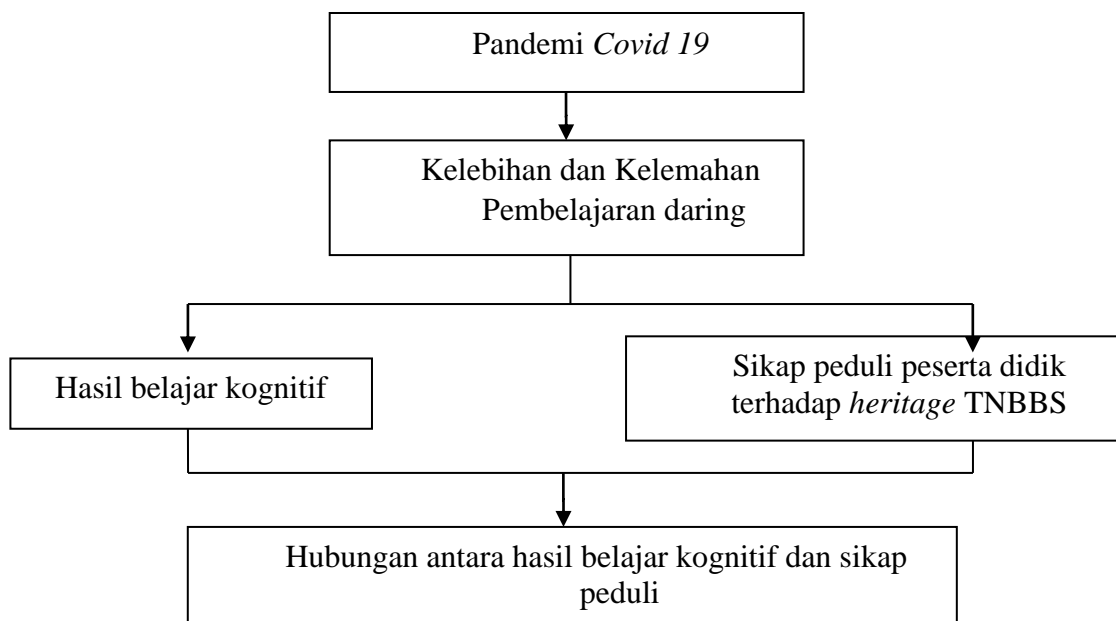 Pandemi Covid 19
Kelebihan dan Kelemahan
Pembelajaran daring
Hasil belajar kognitif
Sikap peduli peserta didik
terhadap heritage TNBBS
Hubungan antara hasil belajar kognitif dan sikap
peduli